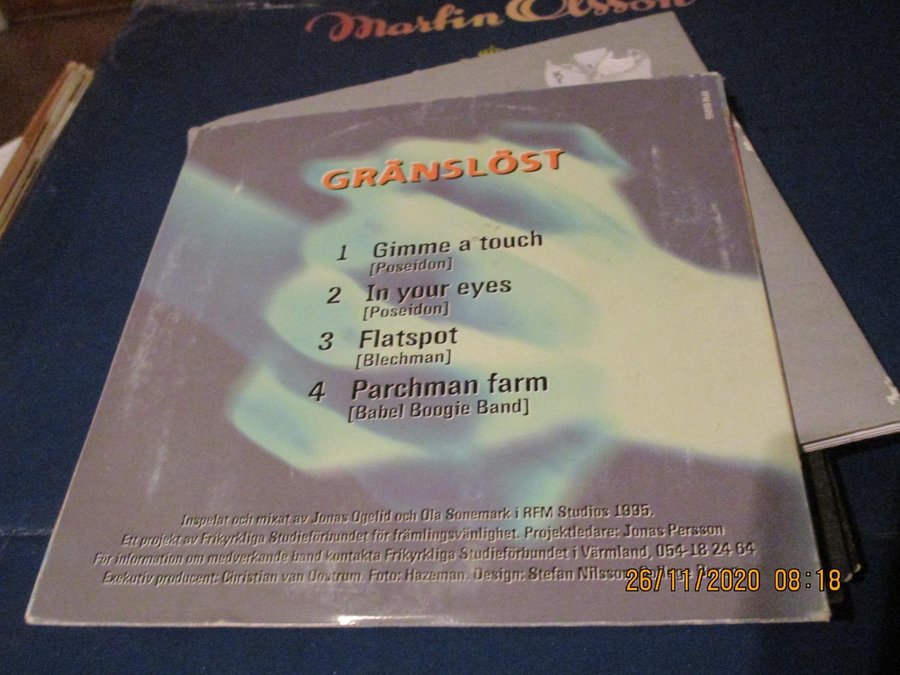 Martin Olsson
GRÄNSLÖST
1 Gimme a touch
[Poseidon]
2 In your eyes
[Poseidon]
3 Flatspot
[Blechman]
4 Parchman farm
[Babel Boogie Band]
Inspelat och mixat av Jonas Ogelid och Ola Sonemark i RFM Studios 1995.
Ett projekt av Frikyrkliga Studieförbundet för främlingsvänlighet. Projektledare: Jonas Persson
För information om medverkande band kontakta Frikyrkliga Studieförbundet i Värmland, 054-18 24 64
Exekutiv producent: Christian van Oostrum. Foto: Hazeman. Design: Stefan Nilsson
26/11/2020 08:18